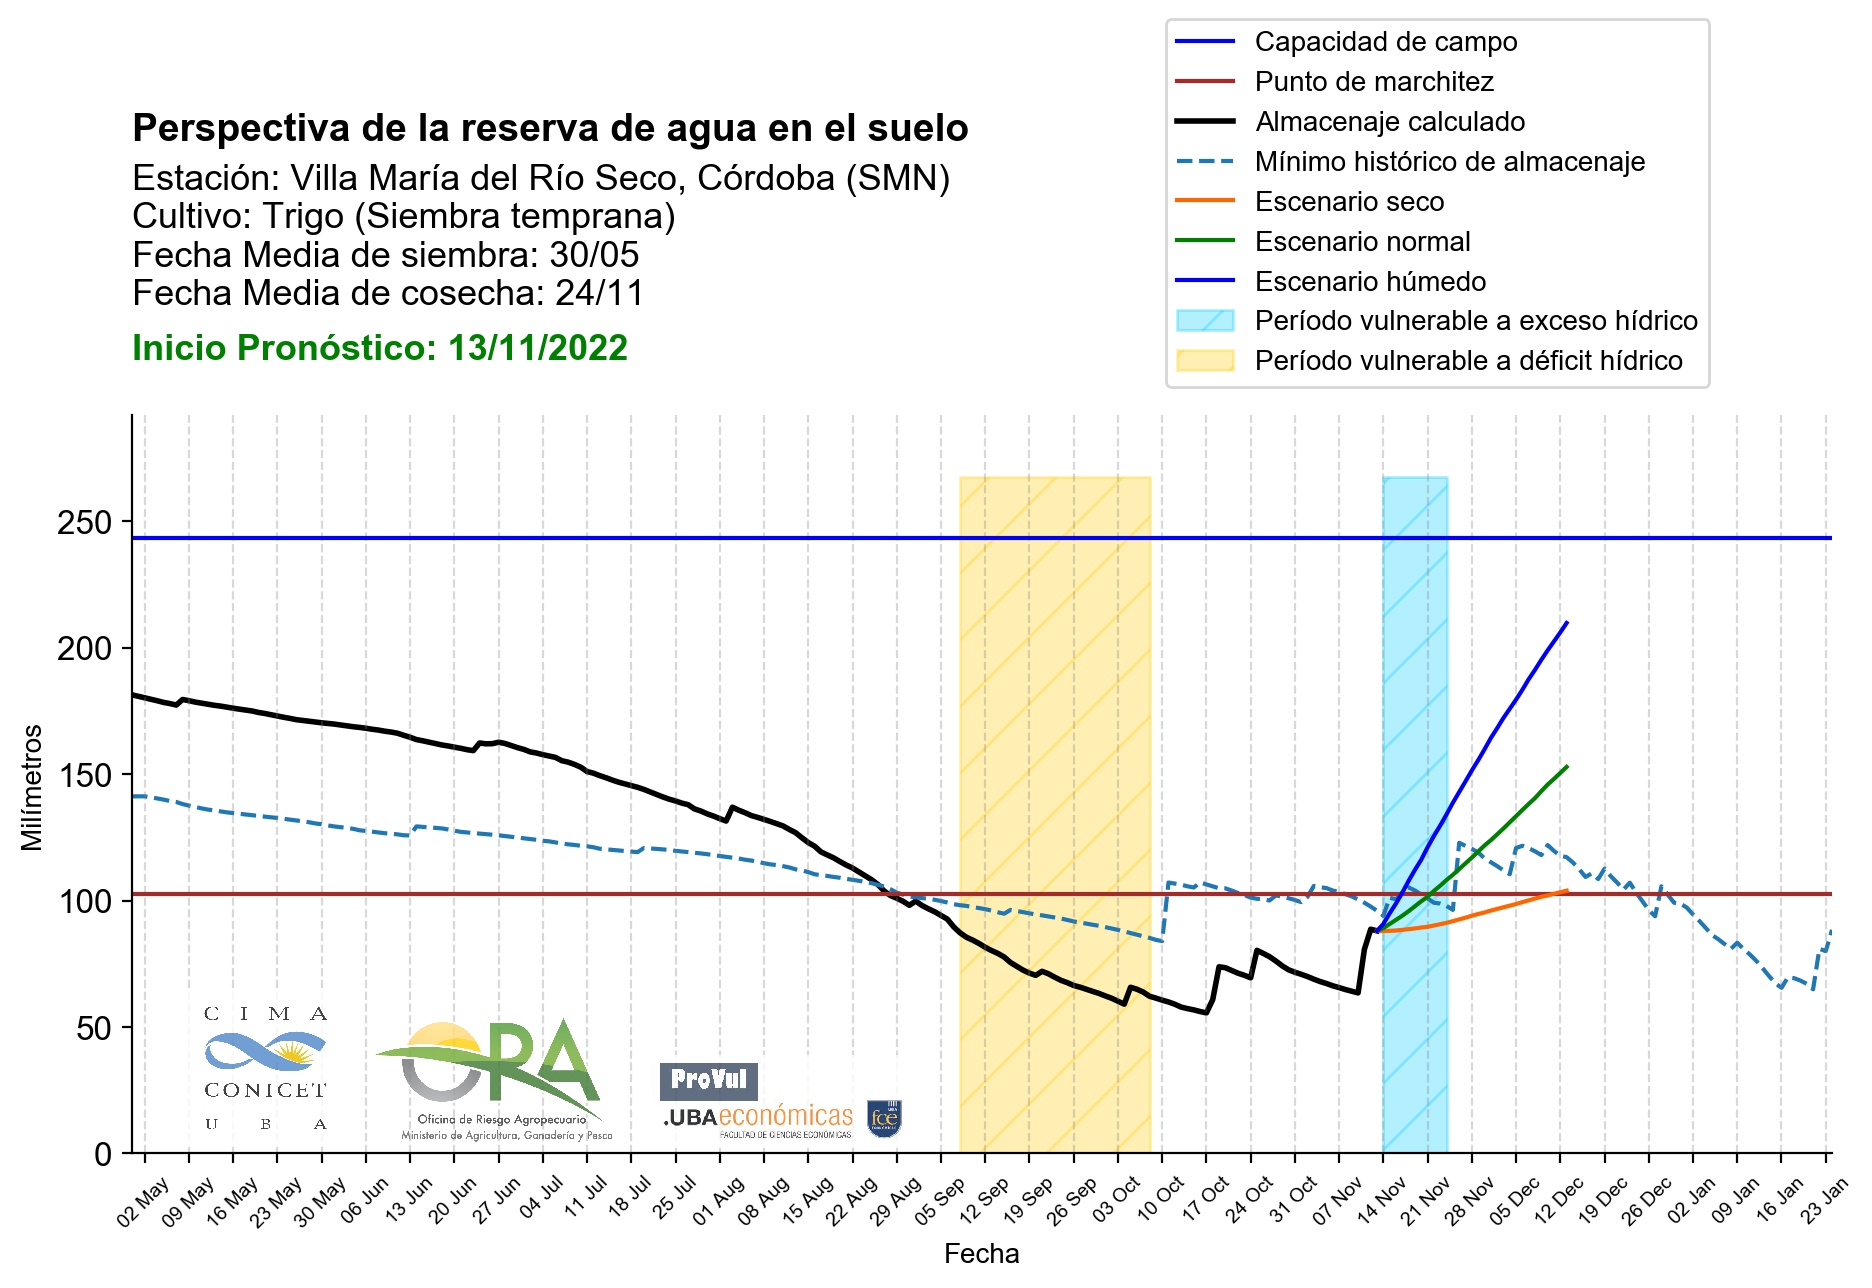 Capacidad de campo
Punto de marchitez
Almacenaje calculado
Mínimo histórico de almacenaje
Escenario seco
Escenario normal
Escenario húmedo
Período vulnerable a exceso hídrico
Período vulnerable a déficit hídrico
Perspectiva de la reserva de agua en el suelo
Estación: Villa María del Río Seco, Córdoba (SMN)
Cultivo: Trigo (Siembra temprana)
Fecha Media de siembra: 30/05
Fecha Media de cosecha: 24/11
Inicio Pronóstico: 13/11/2022
250
200
150
100
50
0
Milímetros
C I M A
CONICET
U B A
ORA
Oficina de Riesgo Agropecuario
Ministerio de Agricultura, Ganadería y Pesca
ProVul
.UBAeconómicas
FACULTAD DE CIENCIAS ECONÓMICAS
fce
02 May
09 May
16 May
23 May
30 May
06 Jun
13 Jun
20 Jun
27 Jun
04 Jul
11 Jul
18 Jul
25 Jul
01 Aug
08 Aug
15 Aug
22 Aug
29 Aug
05 Sep
12 Sep
19 Sep
26 Sep
03 Oct
10 Oct
17 Oct
24 Oct
31 Oct
07 Nov
14 Nov
21 Nov
28 Nov
05 Dec
12 Dec
19 Dec
26 Dec
02 Jan
09 Jan
16 Jan
23 Jan
Fecha